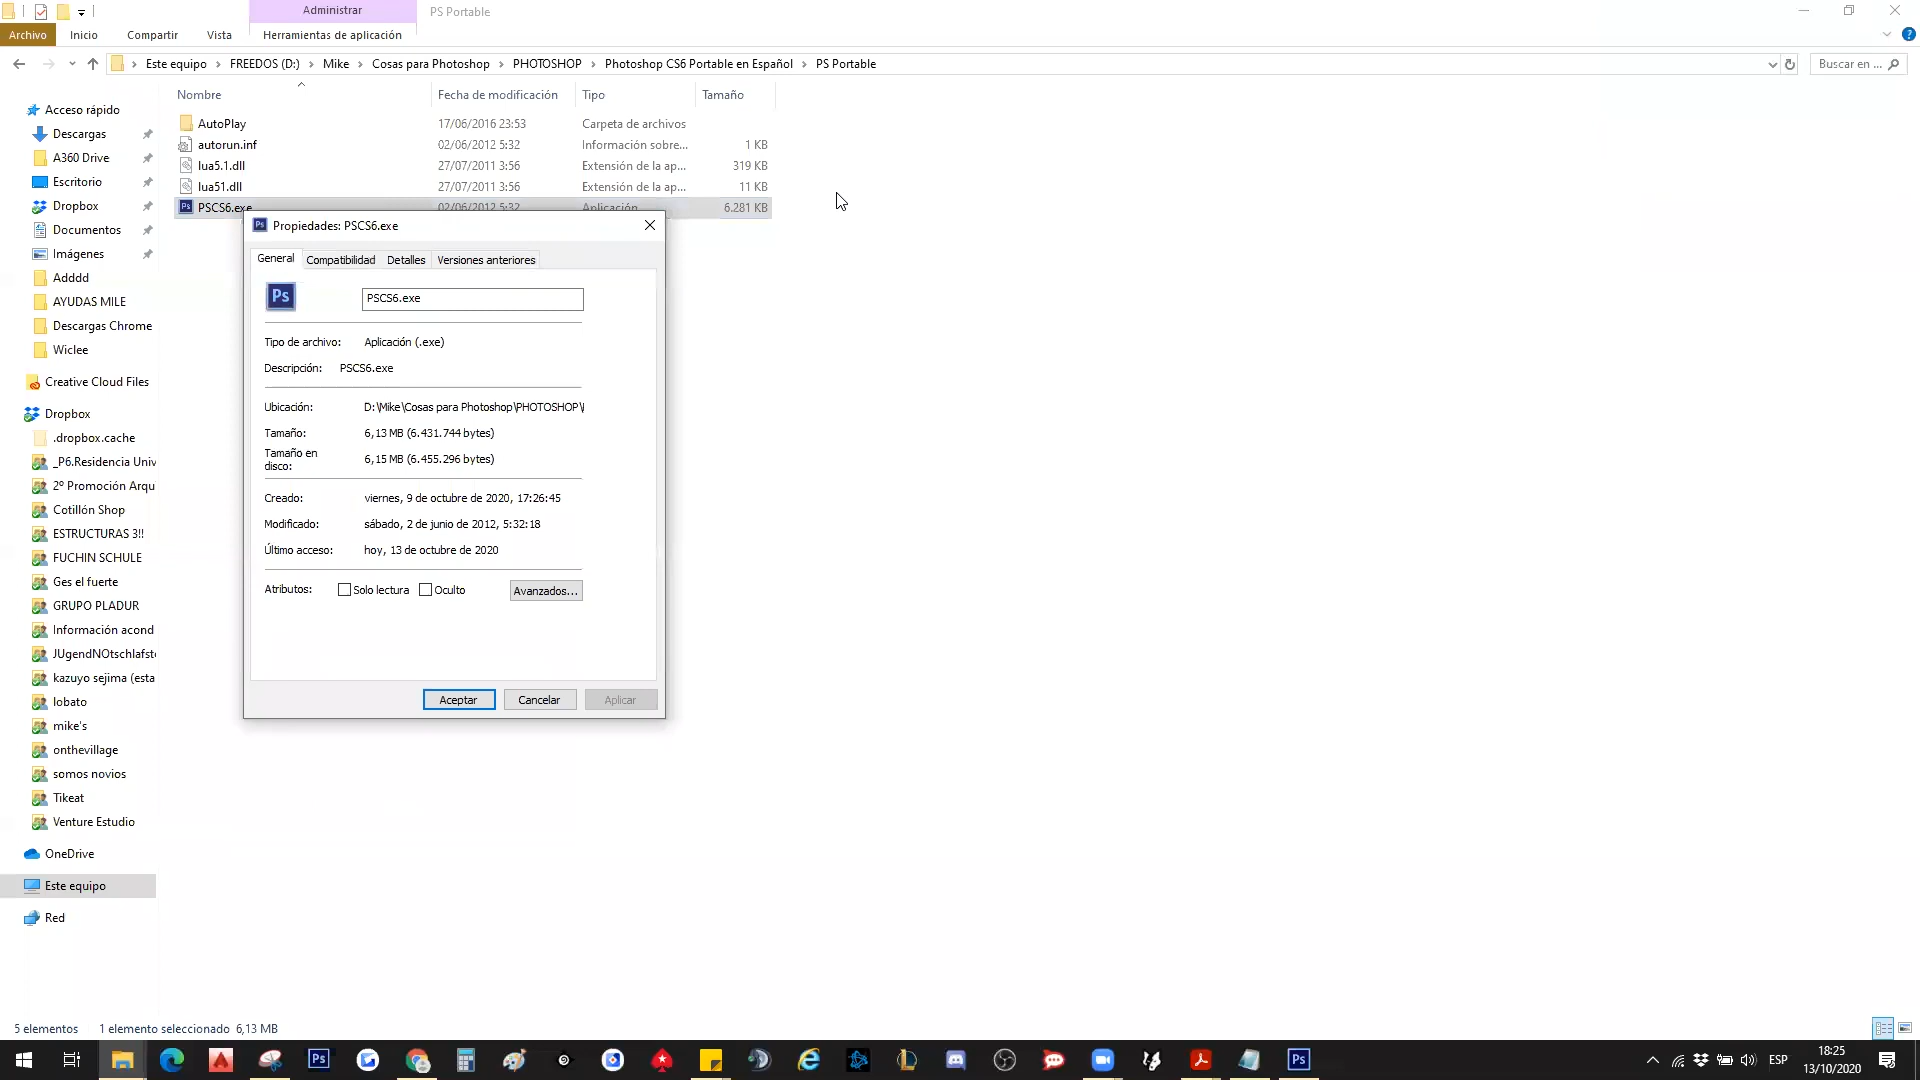 Administrar
PS Portable
Archivo
Inicio
Compartir
Vista
Herramientas de aplicación
Este equipo
FREEDOS (D:)
Mike
Cosas para Photoshop
PHOTOSHOP
Photoshop CS6 Portable en Español
PS Portable
Buscar en ...
Nombre
Fecha de modificación
Tipo
Tamaño
AutoPlay 17/06/2016 23:53 Carpeta de archivos
autorun.inf 02/06/2012 5:32 Información sobre... 1 KB
lua5.1.dll 27/07/2011 3:56 Extensión de la ap... 319 KB
lua51.dll 27/07/2011 3:56 Extensión de la ap... 11 KB
PSCS6.exe 02/06/2012 5:32 Aplicación 6.281 KB
Acceso rápido
Descargas
A360 Drive
Escritorio
Dropbox
Documentos
Imágenes
Adddd
AYUDAS MILE
Descargas Chrome
Wiclee
Creative Cloud Files
Dropbox
.dropbox.cache
_P6.Residencia Univ
2º Promoción Arqu
Cotillón Shop
ESTRUCTURAS 3!!
FUCHIN SCHULE
Ges el fuerte
GRUPO PLADUR
Información acond
JUgendNOtschlafst
kazuyo sejima (esta
lobato
mike's
onthevillage
somos novios
Tikeat
Venture Estudio
OneDrive
Este equipo
Red
Propiedades: PSCS6.exe
General
Compatibilidad
Detalles
Versiones anteriores
Ps
PSCS6.exe
Tipo de archivo: Aplicación (.exe)
Descripción: PSCS6.exe
Ubicación: D:\Mike\Cosas para Photoshop\PHOTOSHOP\
Tamaño: 6,13 MB (6.431.744 bytes)
Tamaño en
disco: 6,15 MB (6.455.296 bytes)
Creado: viernes, 9 de octubre de 2020, 17:26:45
Modificado: sábado, 2 de junio de 2012, 5:32:18
Último acceso: hoy, 13 de octubre de 2020
Atributos: Solo lectura Oculto Avanzados...
Aceptar
Cancelar
Aplicar
5 elementos
1 elemento seleccionado 6,13 MB
Ps
Ps
ESP
18:25
13/10/2020